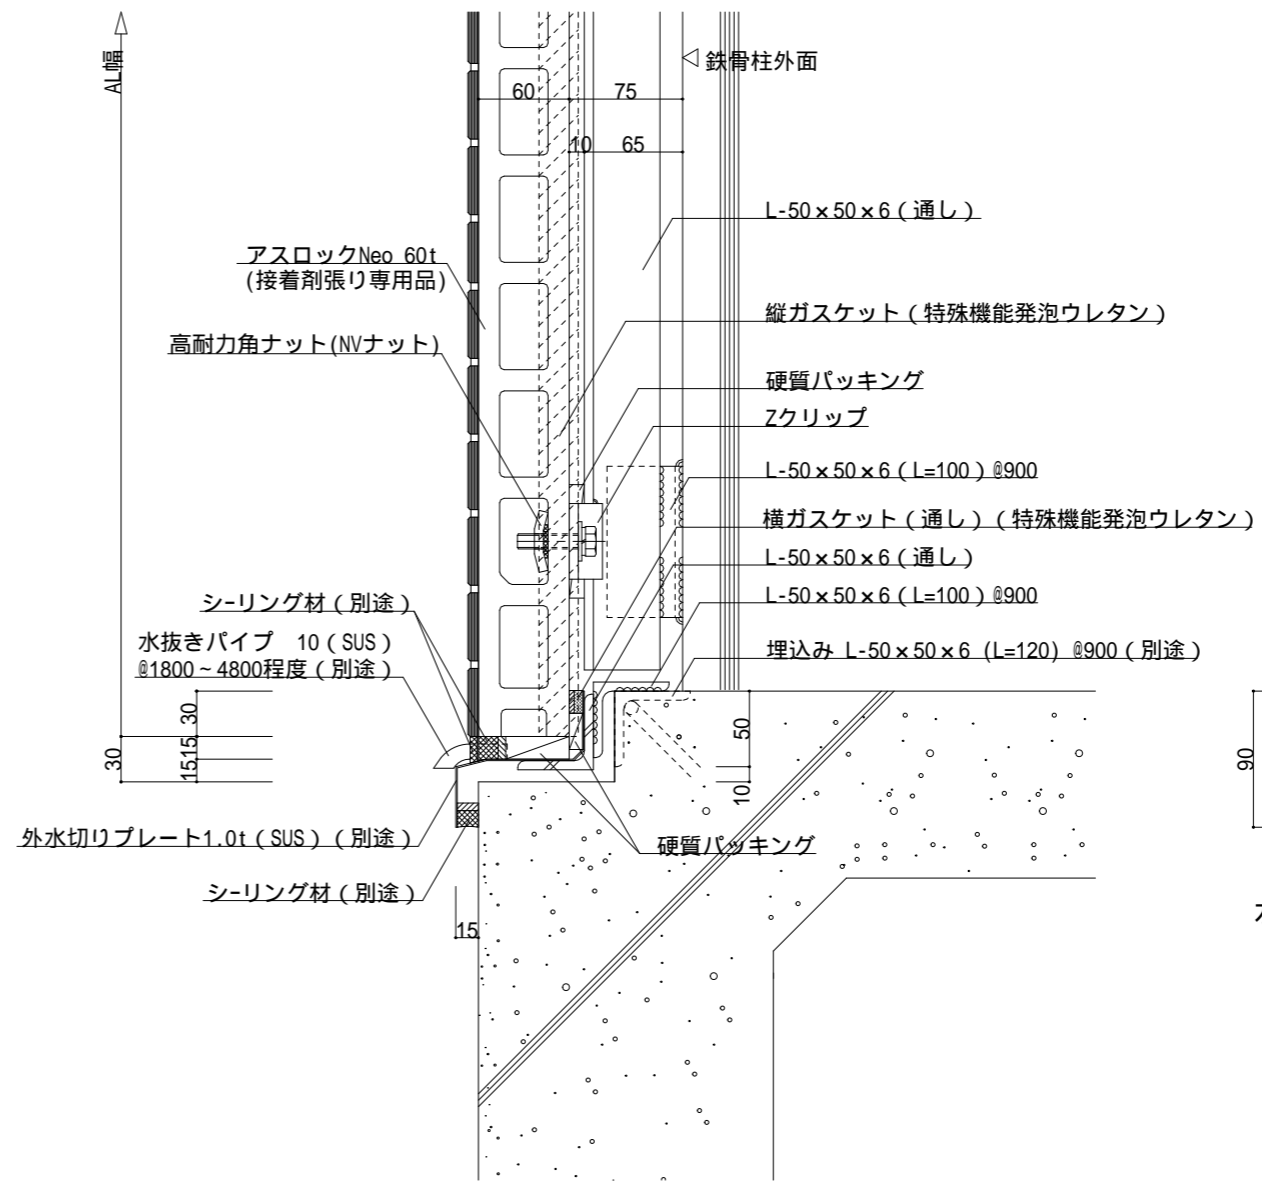 AL幅
鉄骨柱外面
60
75
10
65
L-50×50×6(通し)
アスロックNeo 60t
(接着剤張り専用品)
縦ガスケット(特殊機能発泡ウレタン)
高耐力角ナット(NVナット)
硬質パッキング
Zクリップ
L-50×50×6(L=100)@900
横ガスケット(通し)(特殊機能発泡ウレタン)
L-50×50×6(通し)
L-50×50×6(L=100)@900
シーリング材(別途)
水抜きパイプ 10(SUS)
@1800~4800程度(別途)
埋込み L-50×50×6 (L=120) @900(別途)
30
15
15
30
50
10
90
外水切りプレート1.0t(SUS)(別途)
硬質パッキング
シーリング材(別途)
15